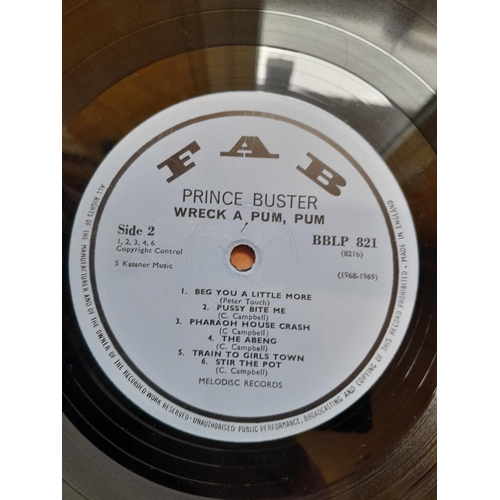 FAB
PRINCE BUSTER
WRECK A PUM, PUM
Side 2
BBLP 821
1, 2, 3, 4, 6
(821b)
Copyright Control
5 Kassner Music
(1968-1969)
1. BEG YOU A LITTLE MORE
(Peter Touch)
2. PUSSY BITE ME
(C. Campbell)
3. PHARAOH HOUSE CRASH
(C. Campbell)
4. THE ABENG
(C. Campbell)
5. TRAIN TO GIRLS TOWN
(C. Campbell)
6. STIR THE POT
(C. Campbell)
MELODISC RECORDS
ALL RIGHTS OF THE MANUFACTURER AND OF THE OWNER OF THE RECORDED WORK RESERVED · UNAUTHORISED PUBLIC PERFORMANCE, BROADCASTING AND COPYING OF THIS RECORD PROHIBITED. MADE IN ENGLAND